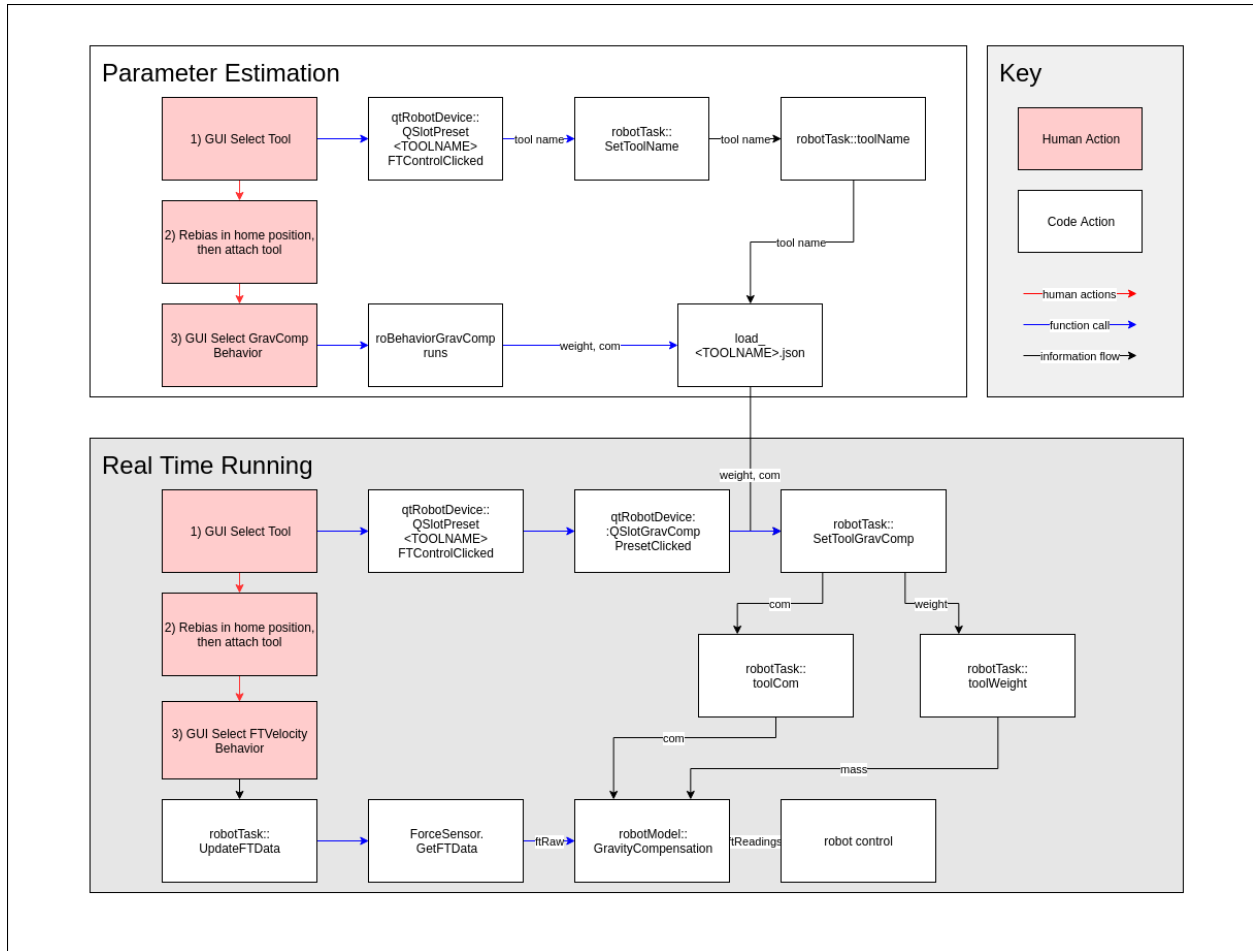 Parameter Estimation
1) GUI Select Tool
qtRobotDevice::
QSlotPreset
<TOOLNAME>
FTControlClicked
tool name
robotTask::
SetToolName
tool name
robotTask::toolName
2) Rebias in home position,
then attach tool
tool name
3) GUI Select GravComp
Behavior
roBehaviorGravComp
runs
weight, com
load_
<TOOLNAME>.json
Key
Human Action
Code Action
human actions
function call
information flow
Real Time Running
weight, com
1) GUI Select Tool
qtRobotDevice::
QSlotPreset
<TOOLNAME>
FTControlClicked
qtRobotDevice:
:QSlotGravComp
PresetClicked
robotTask::
SetToolGravComp
com
weight
2) Rebias in home position,
then attach tool
robotTask::
toolCom
robotTask::
toolWeight
3) GUI Select FTVelocity
Behavior
com
mass
robotTask::
UpdateFTData
ForceSensor.
GetFTData
ftRaw
robotModel::
GravityCompensation
ftReadings
robot control